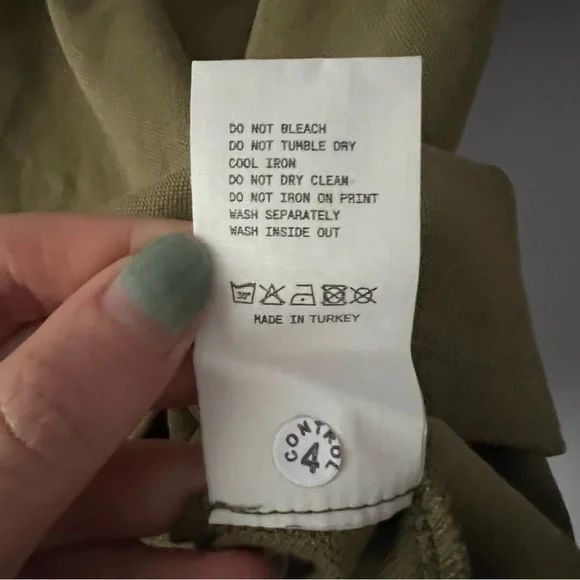 DO NOT BLEACH
DO NOT TUMBLE DRY
COOL IRON
DO NOT DRY CLEAN
DO NOT IRON ON PRINT
WASH SEPARATELY
WASH INSIDE OUT
30°
MADE IN TURKEY
CONTROL
4